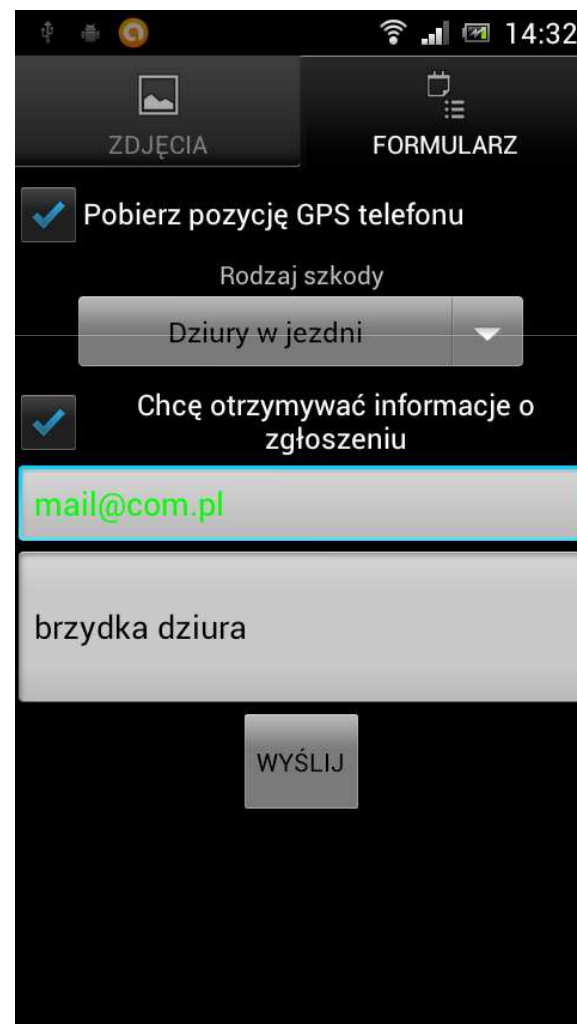 14:32
ZDJĘCIA
FORMULARZ
Pobierz pozycję GPS telefonu
Rodzaj szkody
Dziury w jezdni
Chcę otrzymywać informacje o
zgłoszeniu
mail@com.pl
brzydka dziura
WYŚLIJ